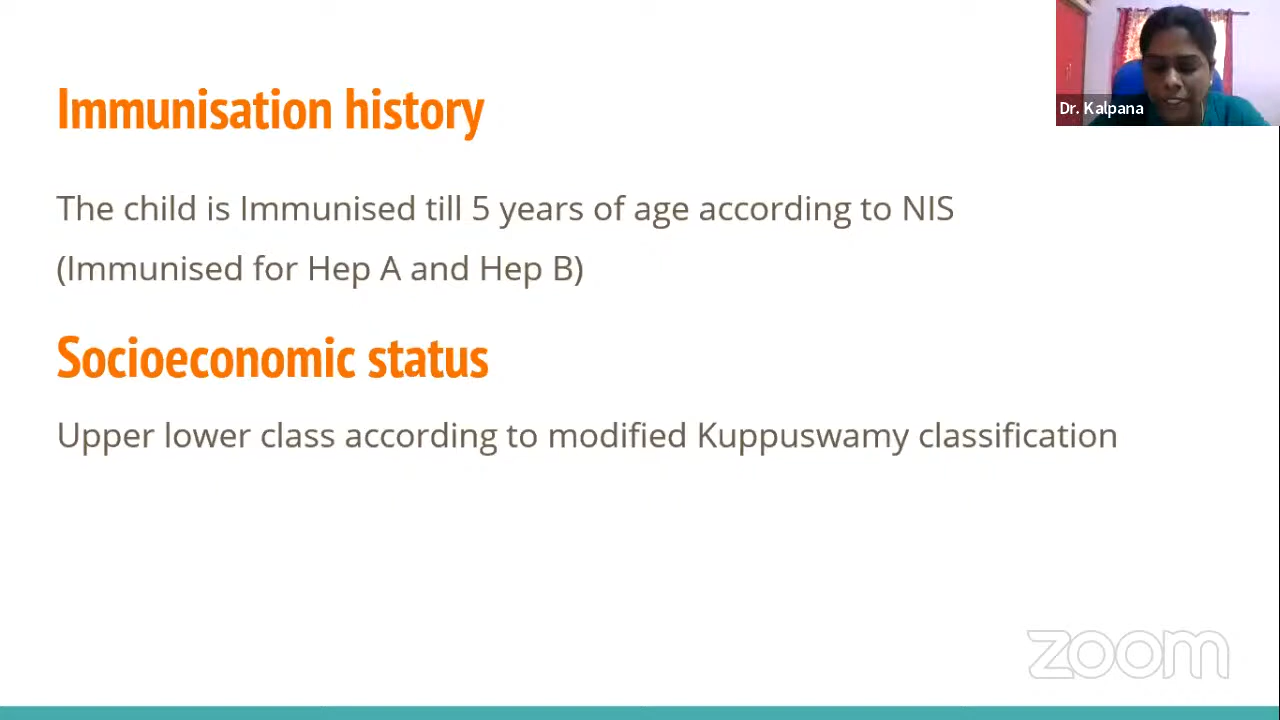 Immunisation history
Dr. Kalpana
The child is Immunised till 5 years of age according to NIS
(Immunised for Hep A and Hep B)
Socioeconomic status
Upper lower class according to modified Kuppuswamy classification
zoom